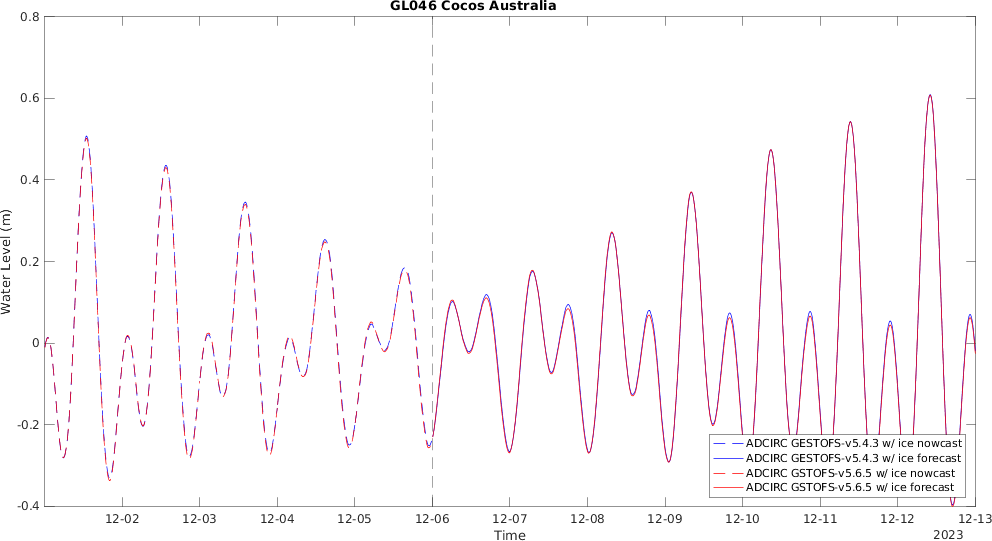 GL046 Cocos Australia
0.8
0.6
0.4
0.2
0
-0.2
-0.4
Water Level (m)
ADCIRC GESTOFS-v5.4.3 w/ ice nowcast
ADCIRC GESTOFS-v5.4.3 w/ ice forecast
ADCIRC GSTOFS-v5.6.5 w/ ice nowcast
ADCIRC GSTOFS-v5.6.5 w/ ice forecast
12-02 12-03 12-04 12-05 12-06 12-07 12-08 12-09 12-10 12-11 12-12 12-13
Time
2023